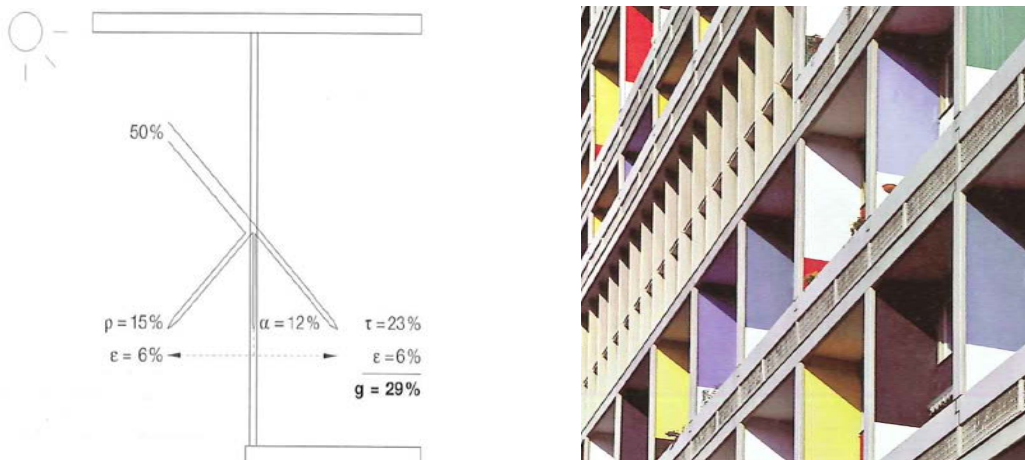 50%
ρ = 15% α = 12% τ = 23%
ε = 6% ε = 6%
g = 29%